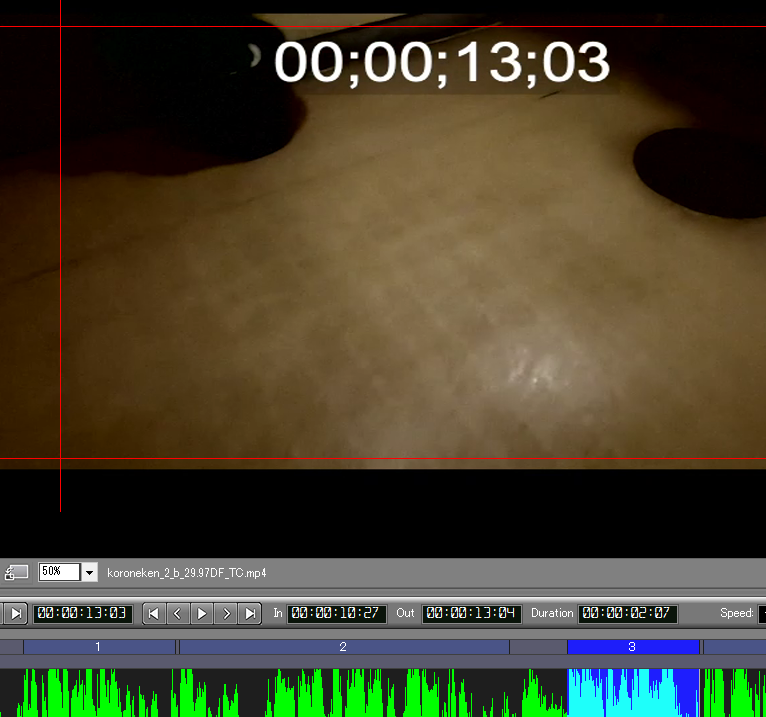 00;00;13;03
50% koroneken_2_b_29.97DF_TC.mp4
00:00:13:03 In 00:00:10:27 Out 00:00:13:04 Duration 00:00:02:07 Speed:
1 2 3